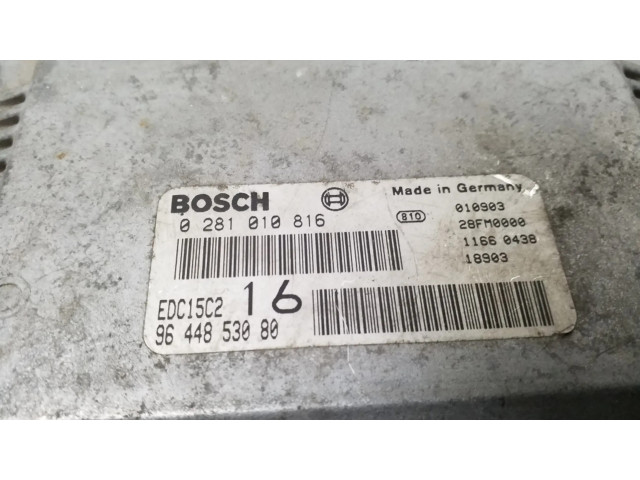 BOSCH
0 281 010 816
Made in Germany
810
010903
28FM0000
1166 0438
18903
EDC15C2 16
96 448 530 80